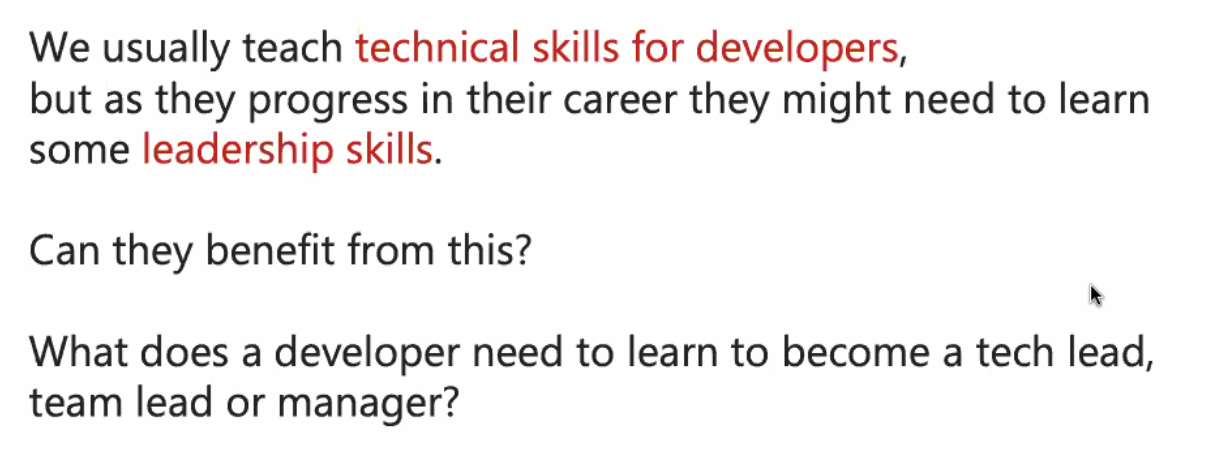 We usually teach technical skills for developers,
but as they progress in their career they might need to learn
some leadership skills.
Can they benefit from this?
What does a developer need to learn to become a tech lead,
team lead or manager?